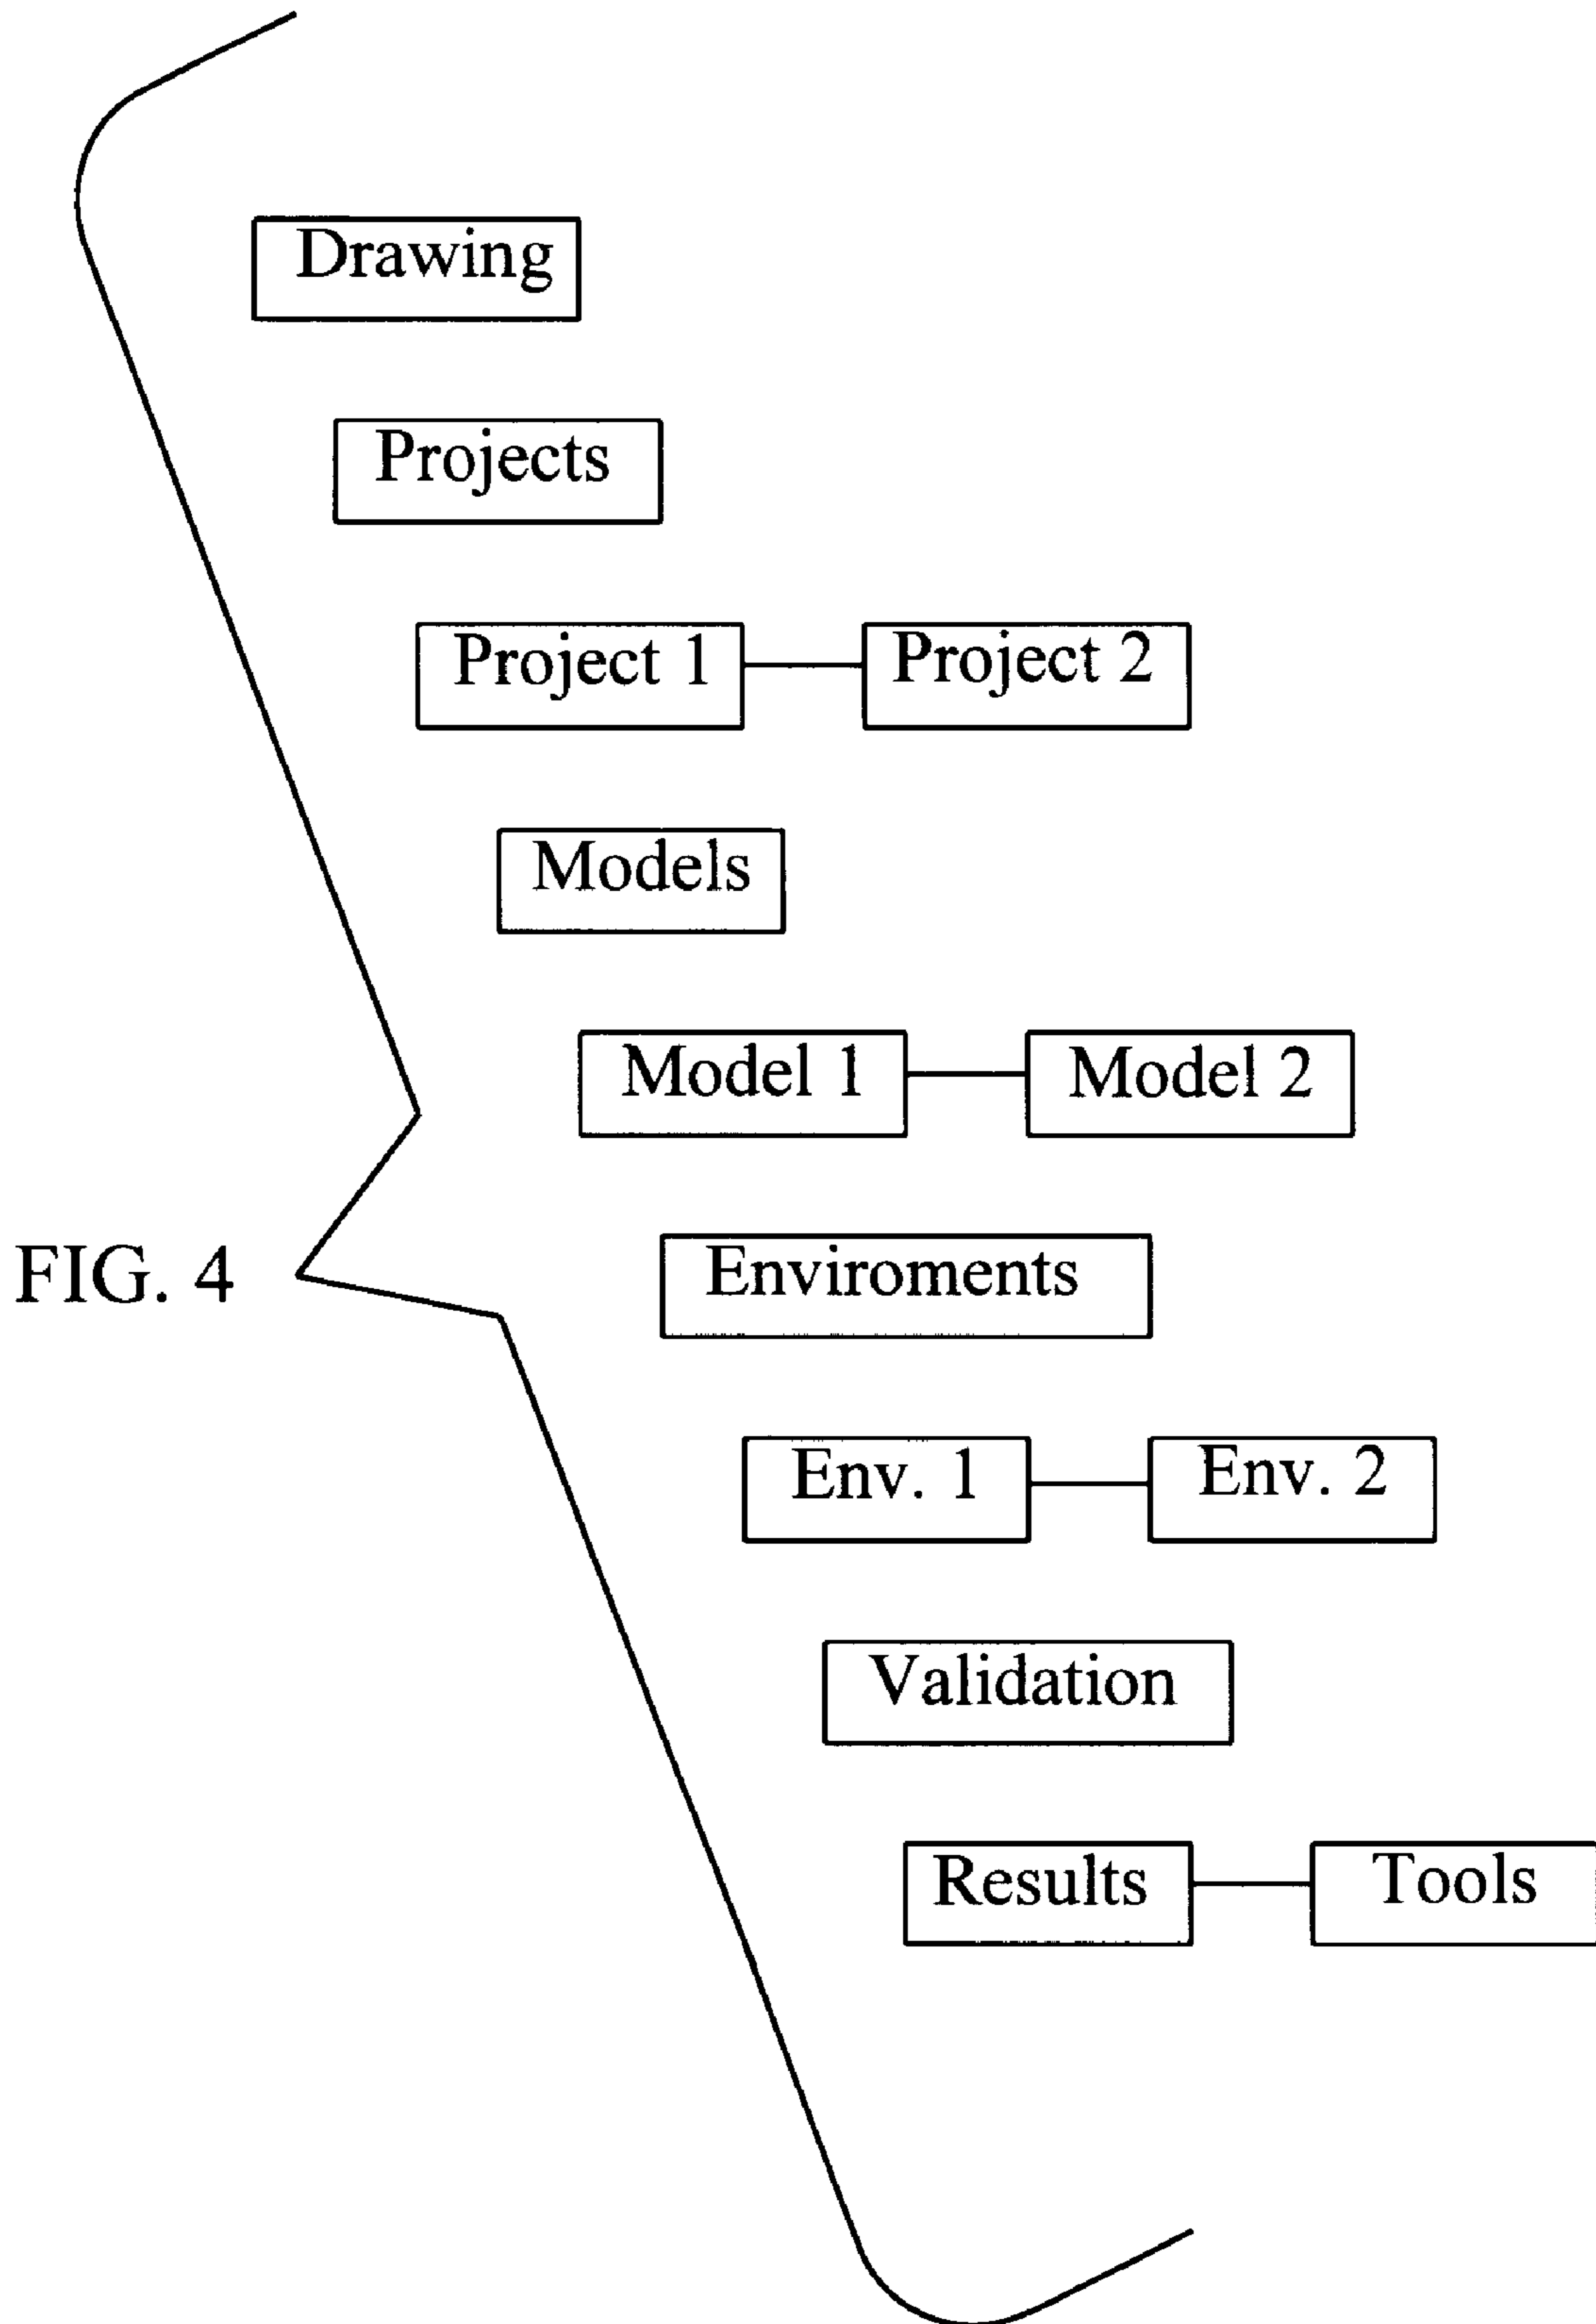 Drawing
Projects
Project 1 Project 2
Models
Model 1 Model 2
FIG. 4
Enviroments
Env. 1 Env. 2
Validation
Results Tools